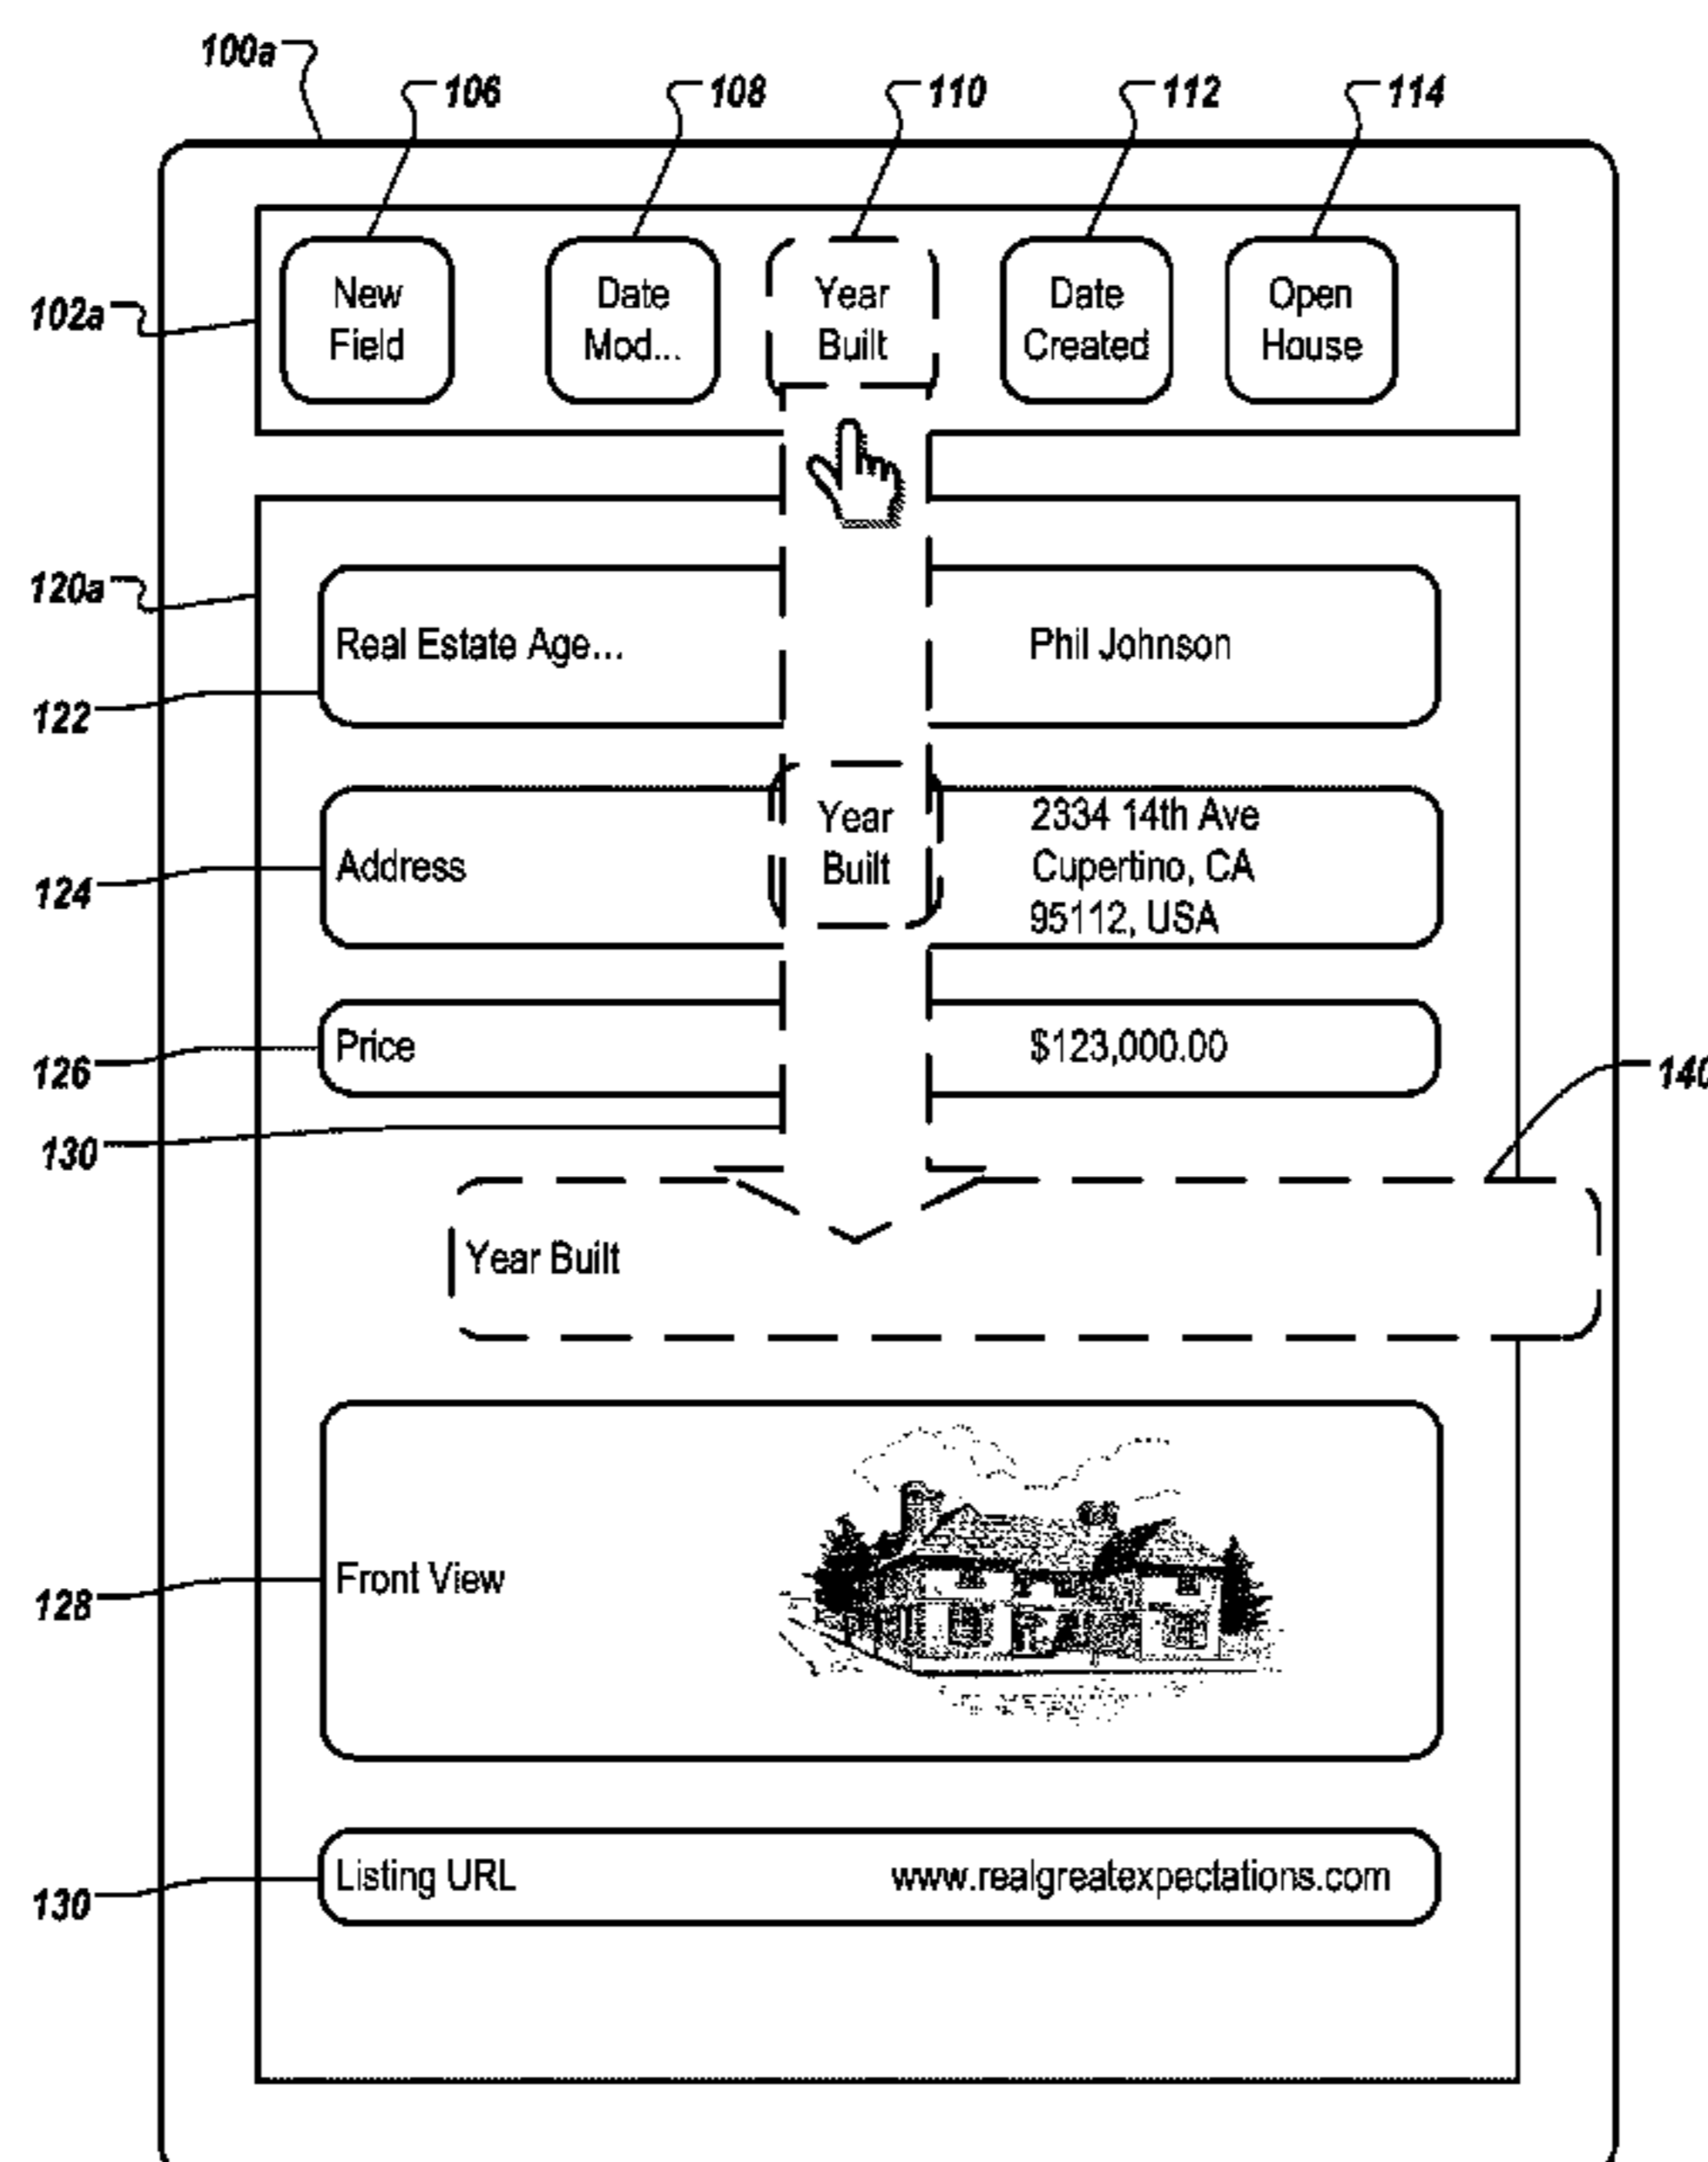 100a
106
108
110
112
114
102a
New
Field
Date
Mod...
Year
Built
Date
Created
Open
House
120a
Real Estate Age...
Phil Johnson
122
124
Address
Year
Built
2334 14th Ave
Cupertino, CA
95112, USA
126
Price
$123,000.00
140
130
Year Built
128
Front View
130
Listing URL
www.realgreatexpectations.com